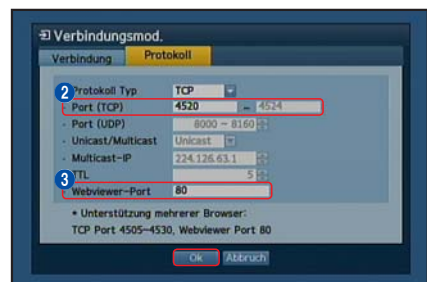 Verbindungsmod.
Verbindung Protokoll
2 Protokoll Typ TCP
- Port (TCP) 4520 ~ 4524
- Port (UDP) 8000 ~ 8160
- Unicast/Multicast Unicast
- Multicast-IP 224.126.63.1
3 TTL 5
- Webviewer-Port 80
* Unterstützung mehrerer Browser:
TCP Port 4505~4530, Webviewer Port 80
Ok Abbruch